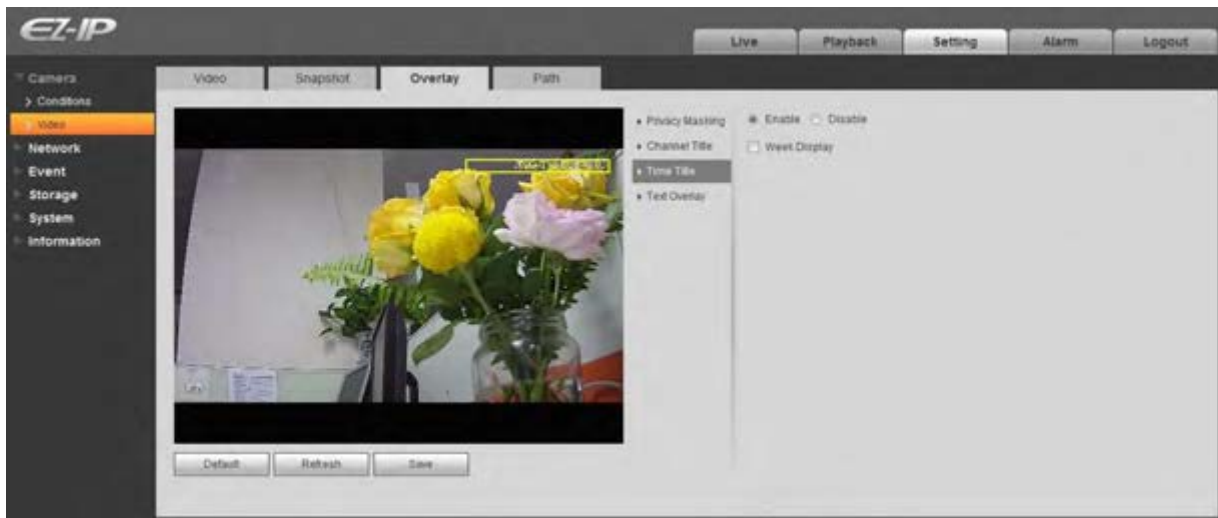 EZ-IP
Live
Playback
Setting
Alarm
Logout
Camera
Conditions
Video
Network
Event
Storage
System
Information
Video
Snapshot
Overlay
Path
Privacy Masking
Channel Title
Time Title
Text Overlay
Enable
Disable
Week Display
Default
Refresh
Save